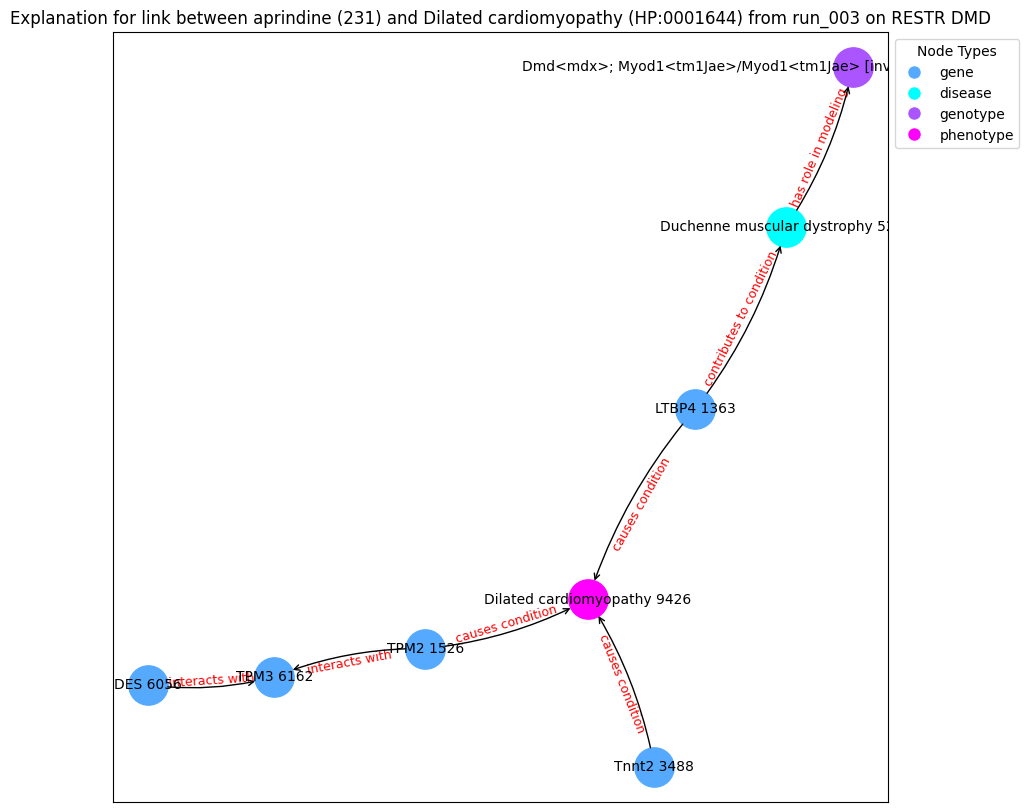 Explanation for link between aprindine (231) and Dilated cardiomyopathy (HP:0001644) from run_003 on RESTR DMD
Node Types
gene
disease
genotype
phenotype
Dmd<mdx>; Myod1<tm1Jae>/Myod1<tm1Jae> [inv
has role in modeling
Duchenne muscular dystrophy 52
contributes to condition
LTBP4 1363
causes condition
Dilated cardiomyopathy 9426
causes condition
TPM2 1526
interacts with
TPM3 6162
interacts with
DES 6056
causes condition
Tnnt2 3488